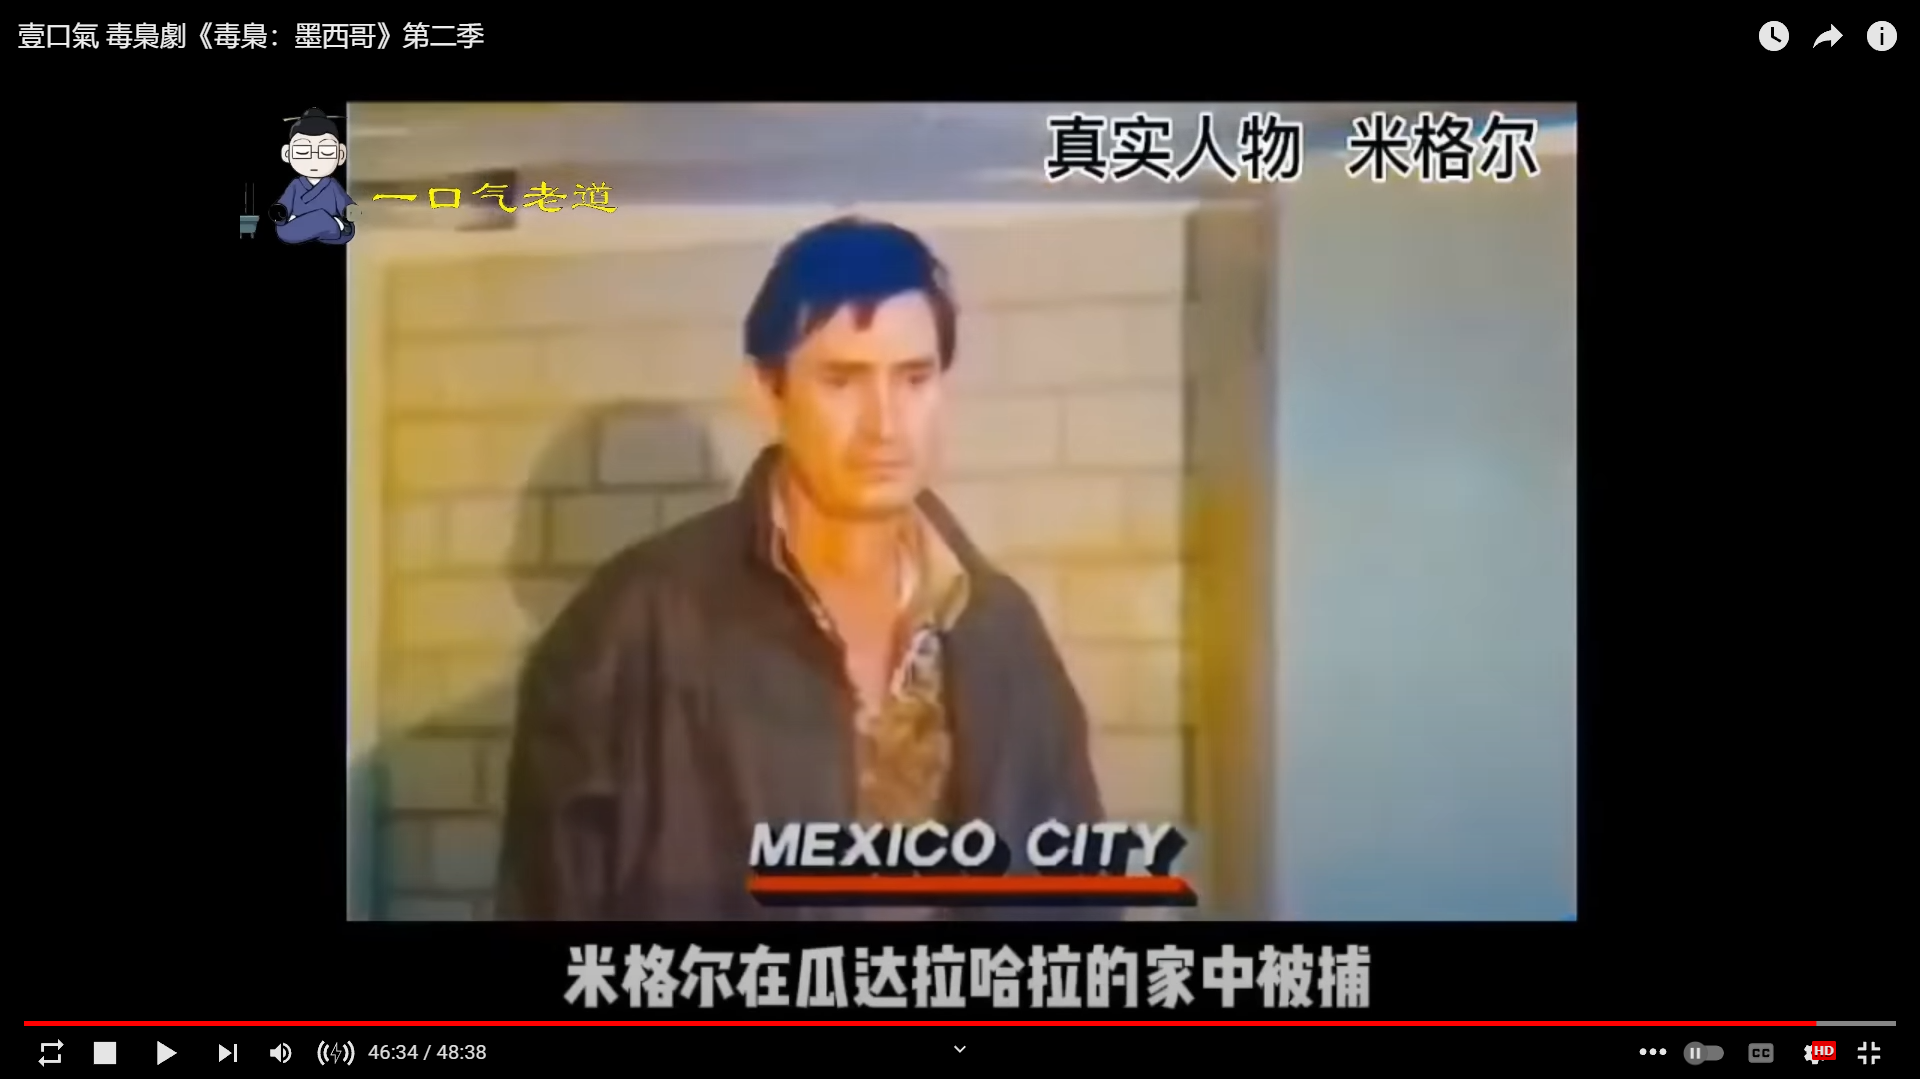 壹口氣 毒梟劇《毒梟：墨西哥》第二季
真实人物 米格尔
一口气老道
MEXICO CITY
米格尔在瓜达拉哈拉的家中被捕
46:34 / 48:38
CC
HD